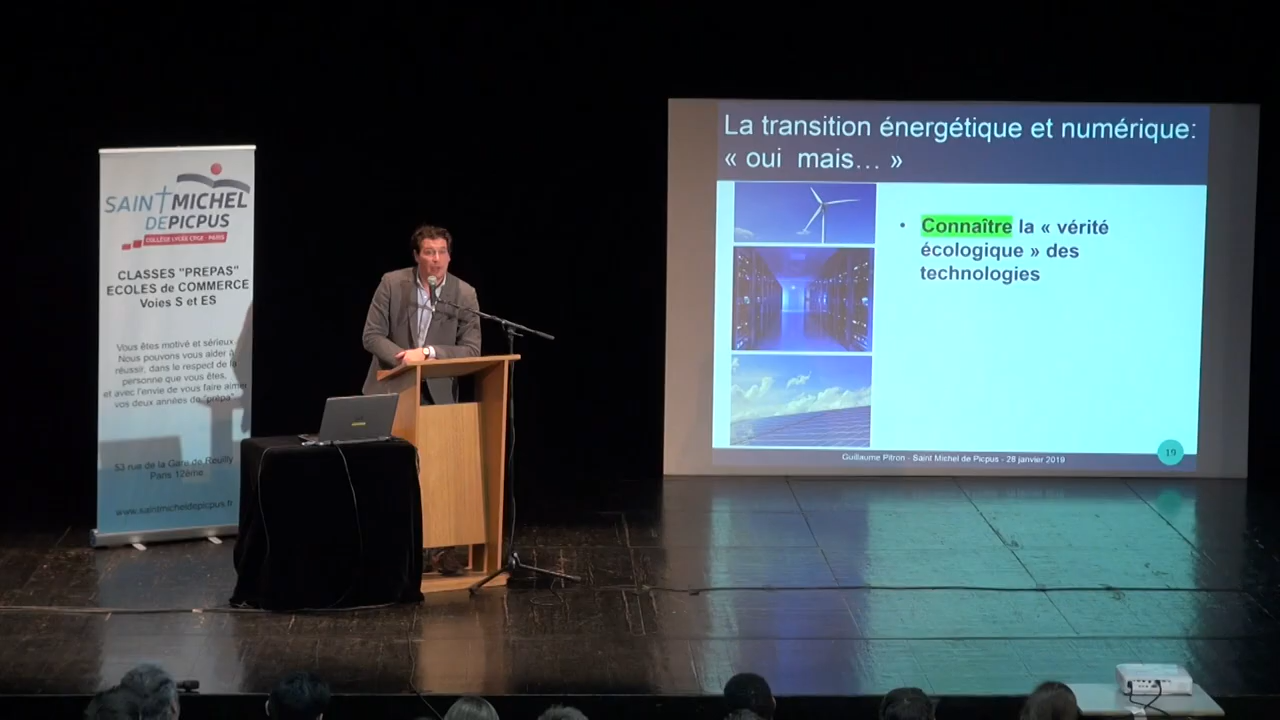 SAINT MICHEL
DE PICPUS
COLLÈGE LYCÉE CPGE - PARIS
CLASSES "PREPAS"
ECOLES de COMMERCE
Voies S et ES
Vous êtes motivé et sérieux.
Nous pouvons vous aider à
réussir, dans le respect de la
personne que vous êtes,
et avec l'envie de vous faire aimer
vos deux années de "prépa"
53 rue de la Gare de Reuilly
Paris 12ème
www.saintmicheldepicpus.fr
La transition énergétique et numérique:
« oui mais… »
• Connaître la « vérité
écologique » des
technologies
Guillaume Pitron - Saint Michel de Picpus - 28 janvier 2019
19